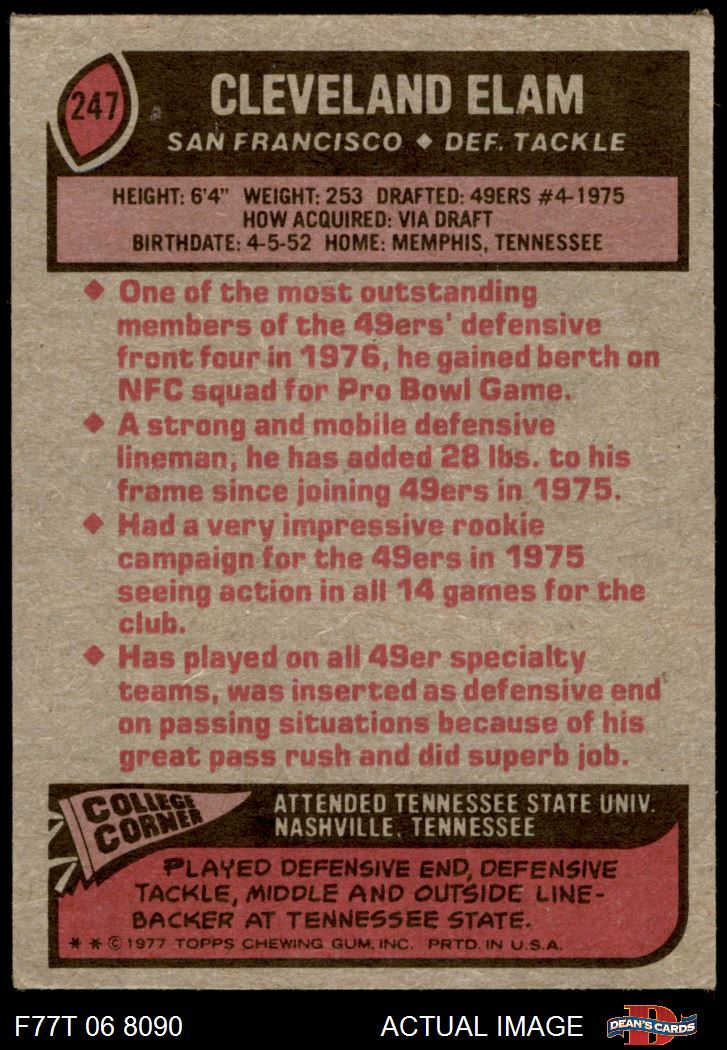 247
CLEVELAND ELAM
SAN FRANCISCO ◆ DEF. TACKLE
HEIGHT: 6'4" WEIGHT: 253 DRAFTED: 49ERS #4-1975
HOW ACQUIRED: VIA DRAFT
BIRTHDATE: 4-5-52 HOME: MEMPHIS, TENNESSEE
◆ One of the most outstanding
members of the 49ers' defensive
front four in 1976, he gained berth on
NFC squad for Pro Bowl Game.
◆ A strong and mobile defensive
lineman, he has added 28 lbs. to his
frame since joining 49ers in 1975.
◆ Had a very impressive rookie
campaign for the 49ers in 1975
seeing action in all 14 games for the
club.
◆ Has played on all 49er specialty
teams, was inserted as defensive end
on passing situations because of his
great pass rush and did superb job.
COLLEGE
CORNER
ATTENDED TENNESSEE STATE UNIV.
NASHVILLE, TENNESSEE
PLAYED DEFENSIVE END, DEFENSIVE
TACKLE, MIDDLE AND OUTSIDE LINE-
BACKER AT TENNESSEE STATE.
* * © 1977 TOPPS CHEWING GUM, INC. PRTD. IN U.S.A.
F77T 06 8090
ACTUAL IMAGE
D
DEAN'S CARDS